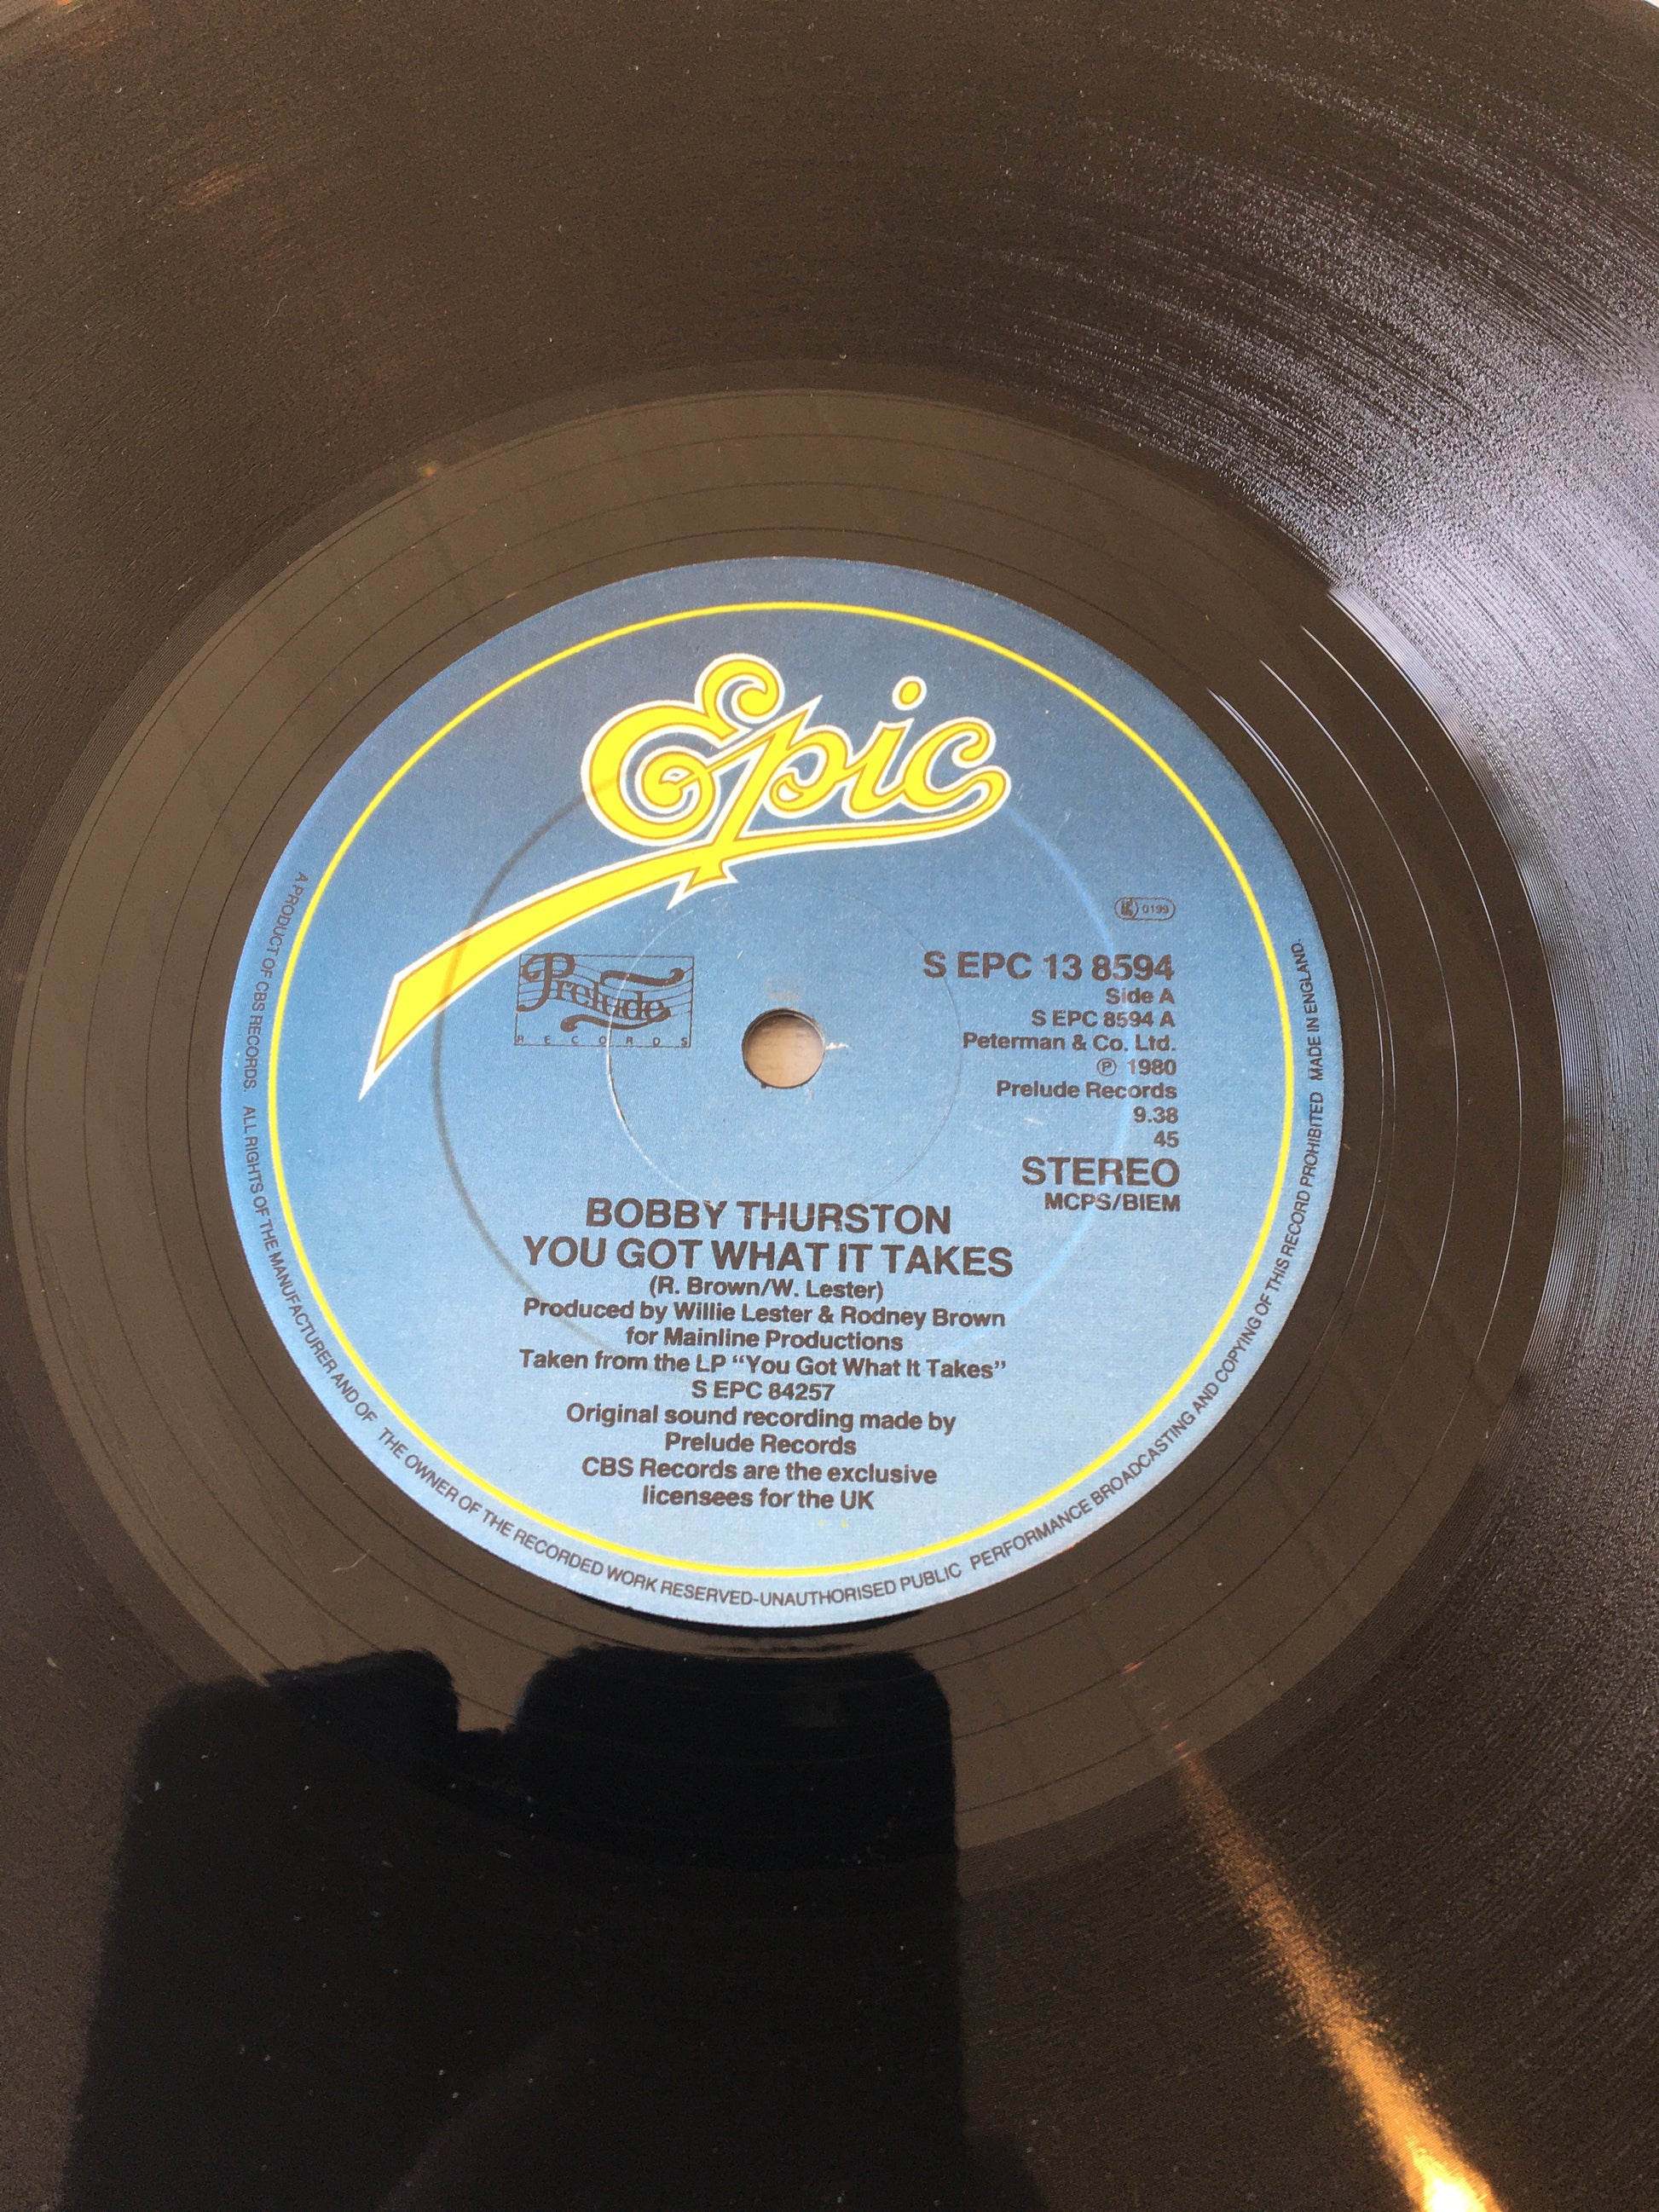 Epic
Prelude
RECORDS
0199
S EPC 13 8594
Side A
S EPC 8594 A
Peterman & Co. Ltd.
℗ 1980
Prelude Records
9.38
45
STEREO
MCPS/BIEM
BOBBY THURSTON
YOU GOT WHAT IT TAKES
(R. Brown/W. Lester)
Produced by Willie Lester & Rodney Brown
for Mainline Productions
Taken from the LP “You Got What It Takes”
S EPC 84257
Original sound recording made by
Prelude Records
CBS Records are the exclusive
licensees for the UK
A PRODUCT OF CBS RECORDS. ALL RIGHTS OF THE MANUFACTURER AND OF THE OWNER OF THE RECORDED WORK RESERVED-UNAUTHORISED PUBLIC PERFORMANCE BROADCASTING AND COPYING OF THIS RECORD PROHIBITED MADE IN ENGLAND.